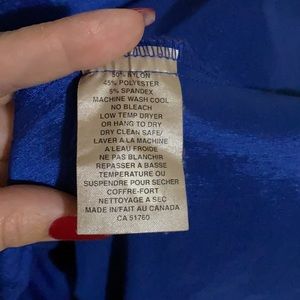 50% NYLON
45% POLYESTER
5% SPANDEX
MACHINE WASH COOL
NO BLEACH
LOW TEMP DRYER
OR HANG TO DRY
DRY CLEAN SAFE/
LAVER A LA MACHINE
A LEAU FROIDE
NE PAS BLANCHIR
REPASSER A BASSE
TEMPERATURE OU
SUSPENDRE POUR SECHER
COFFRE-FORT
NETTOYAGE A SEC
MADE IN/FAIT AU CANADA
CA 51760